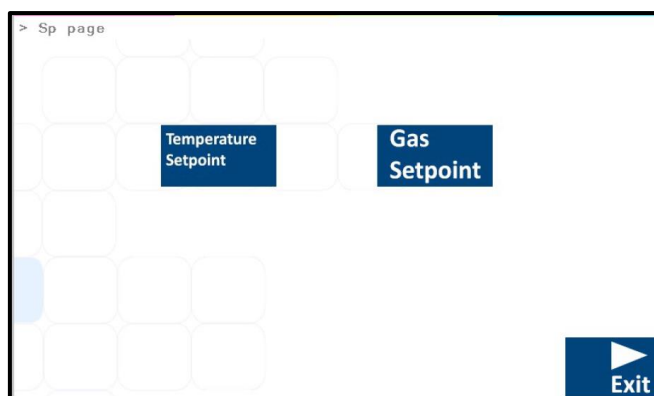 > Sp page
Temperature
Setpoint
Gas
Setpoint
Exit